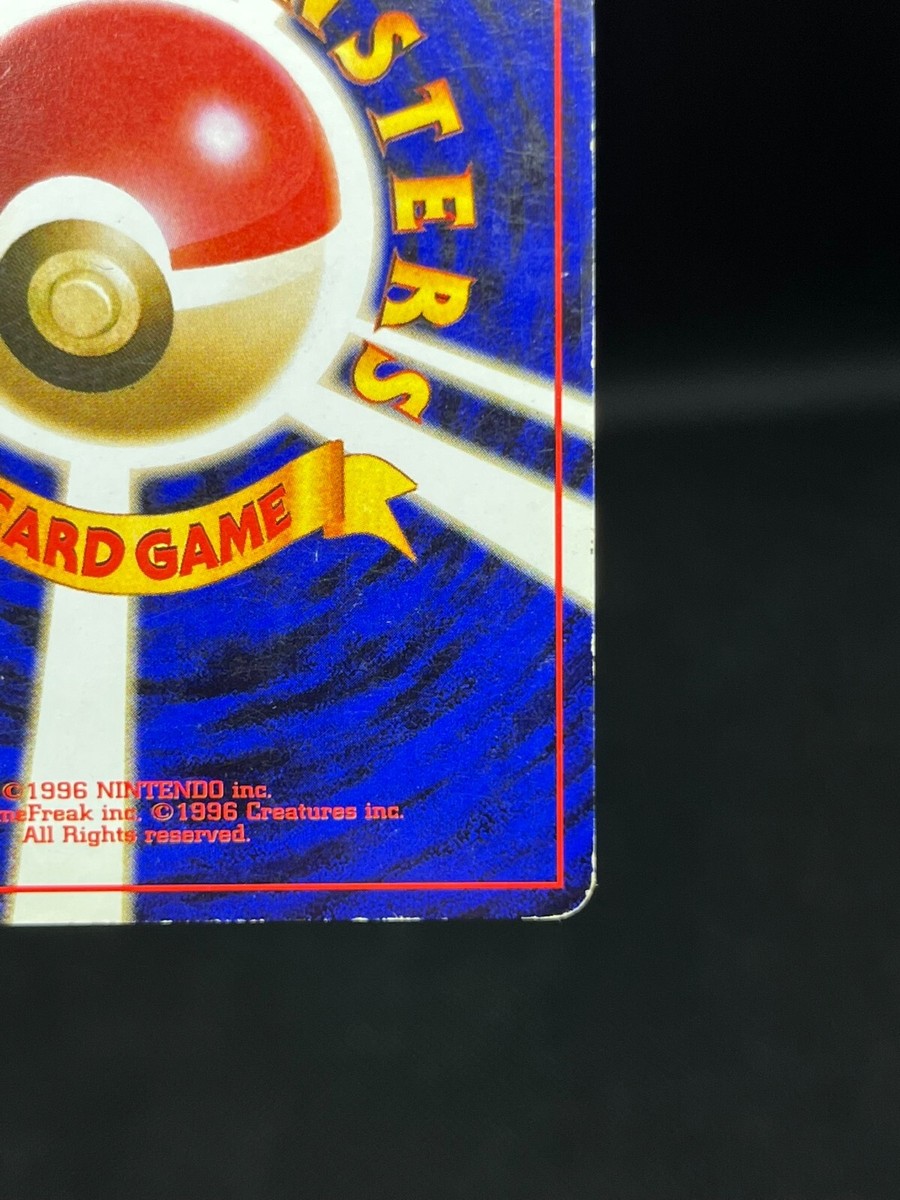 STERS
CARD GAME
©1996 NINTENDO inc.
meFreak inc. ©1996 Creatures inc.
All Rights reserved.